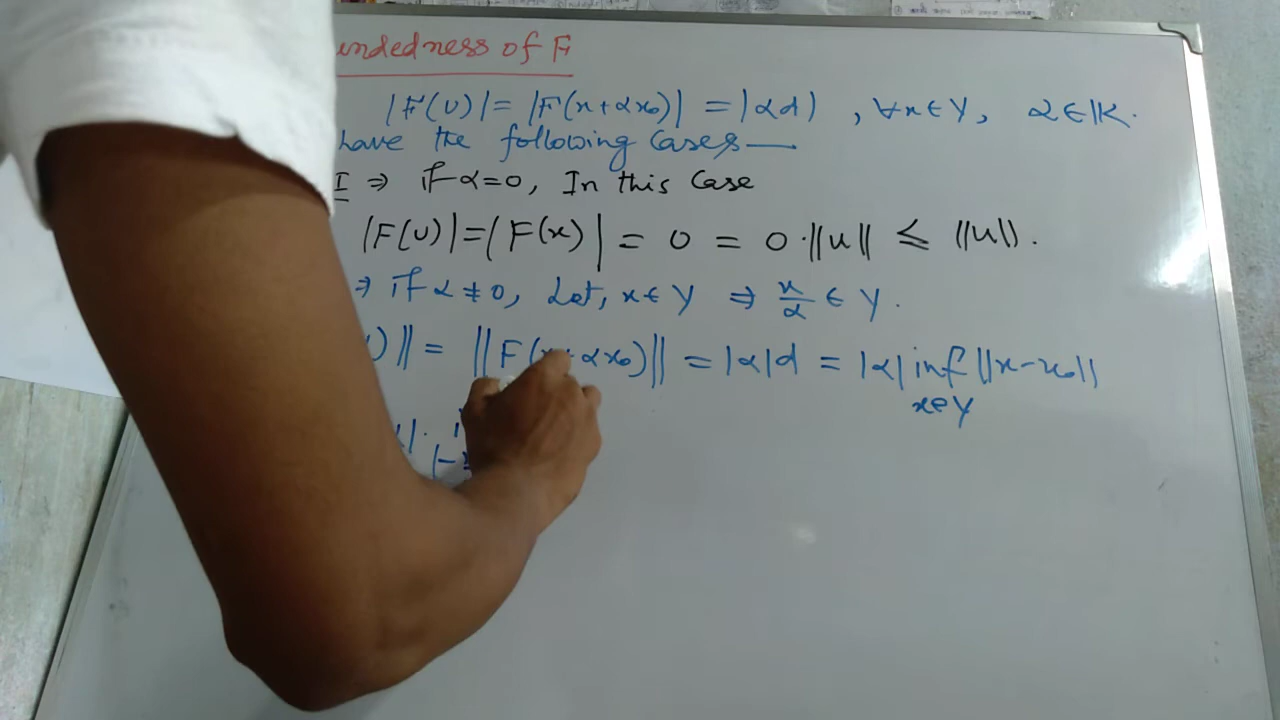 undedness of F
|F(U)| = |F(x+αx₀)| = |αd| , ∀x∈Y, α∈K.
have the following Cases —
I ⇒ if α=0, In this Case
|F(U)| = |F(x)| = 0 = 0·||u|| ≤ ||u||.
⇒ if α≠0, Let, x∈Y ⇒ x/α ∈ Y.
)|| = ||F(x+αx₀)|| = |α|d = |α| inf ||x-x₀||
x∈Y